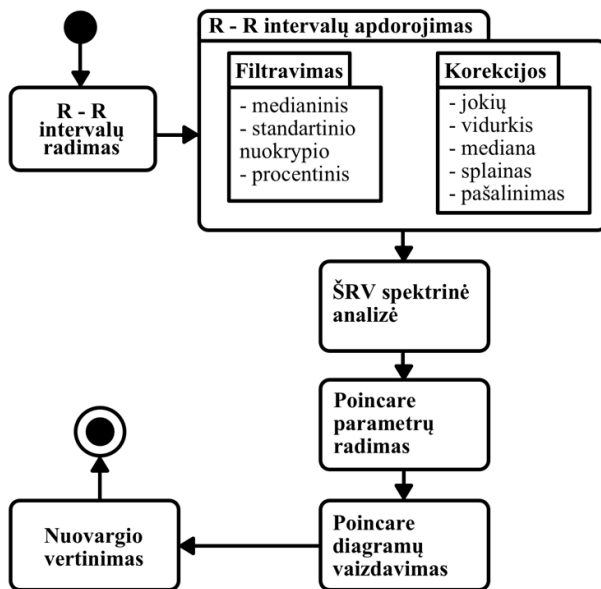 R - R
intervalų
radimas
R - R intervalų apdorojimas
Filtravimas
- medianinis
- standartinio
nuokrypio
- procentinis
Korekcijos
- jokių
- vidurkis
- mediana
- splainas
- pašalinimas
ŠRV spektrinė
analizė
Poincare
parametrų
radimas
Poincare
diagramų
vaizdavimas
Nuovargio
vertinimas